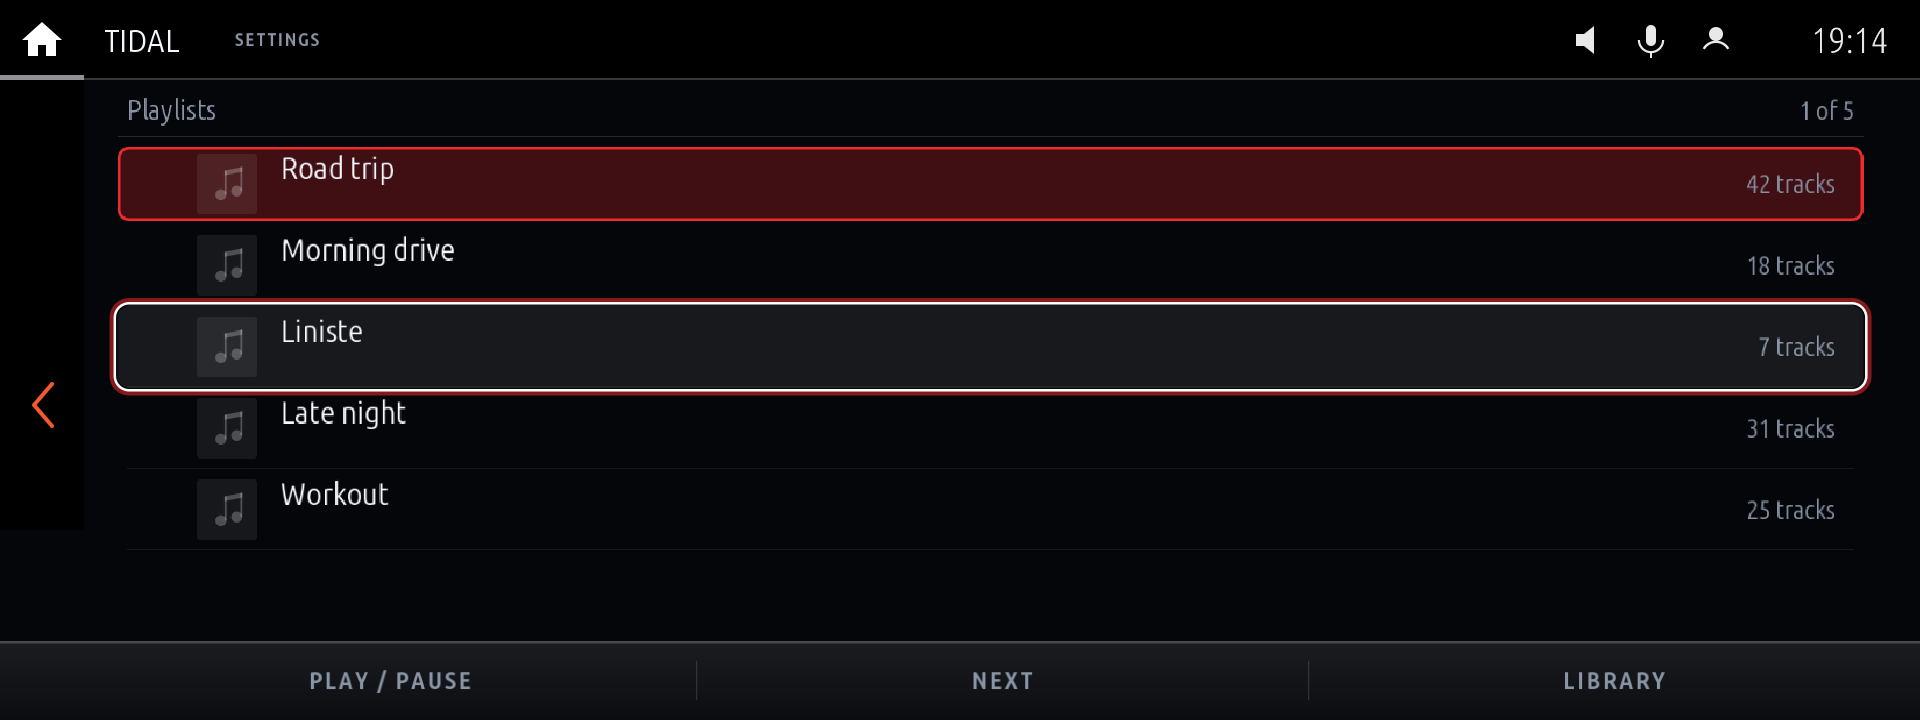 TIDAL SETTINGS 19:14
Playlists 1 of 5
Road trip 42 tracks
Morning drive 18 tracks
Liniste 7 tracks
Late night 31 tracks
Workout 25 tracks
PLAY / PAUSE NEXT LIBRARY